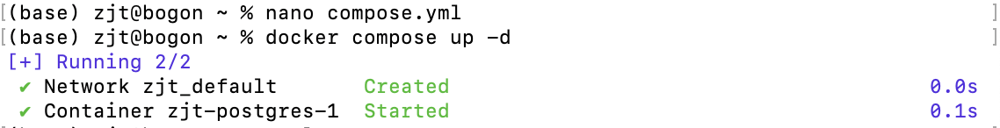 [(base) zjt@bogon ~ % nano compose.yml ]
[(base) zjt@bogon ~ % docker compose up -d ]
[+] Running 2/2
✔ Network zjt_default Created 0.0s
✔ Container zjt-postgres-1 Started 0.1s